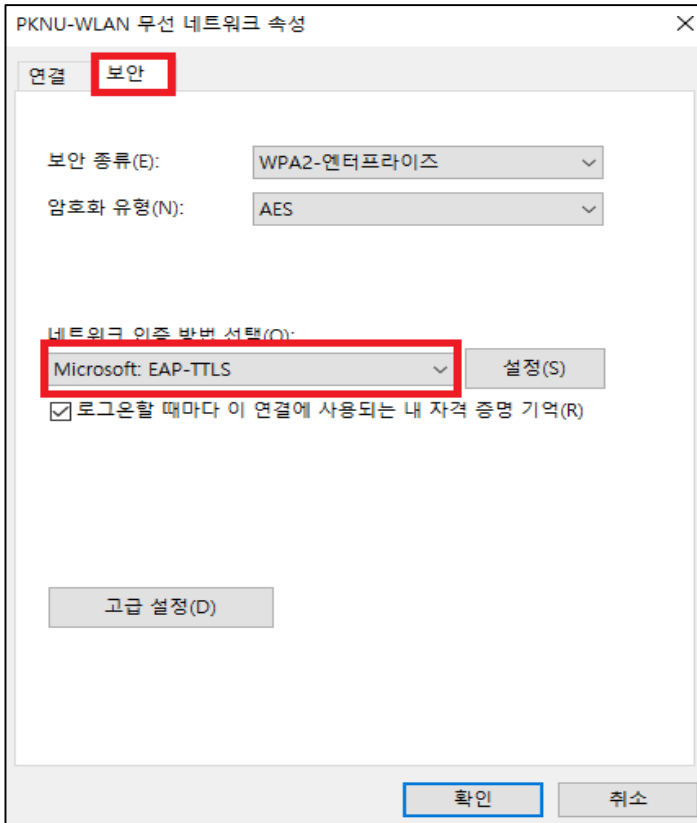 PKNU-WLAN 무선 네트워크 속성
연결 보안
보안 종류(E): WPA2-엔터프라이즈
암호화 유형(N): AES
네트워크 인증 방법 선택(O):
Microsoft: EAP-TTLS 설정(S)
로그온할 때마다 이 연결에 사용되는 내 자격 증명 기억(R)
고급 설정(D)
확인 취소